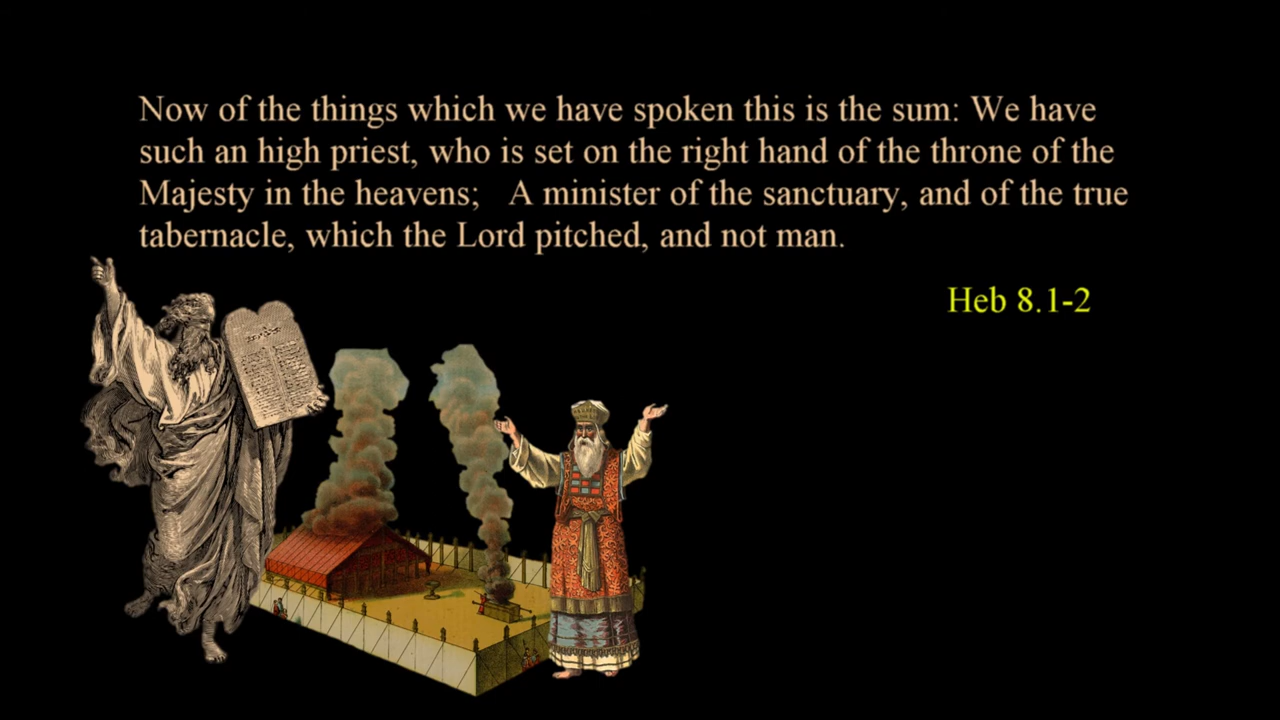 Now of the things which we have spoken this is the sum: We have
such an high priest, who is set on the right hand of the throne of the
Majesty in the heavens;   A minister of the sanctuary, and of the true
tabernacle, which the Lord pitched, and not man.
Heb 8.1-2